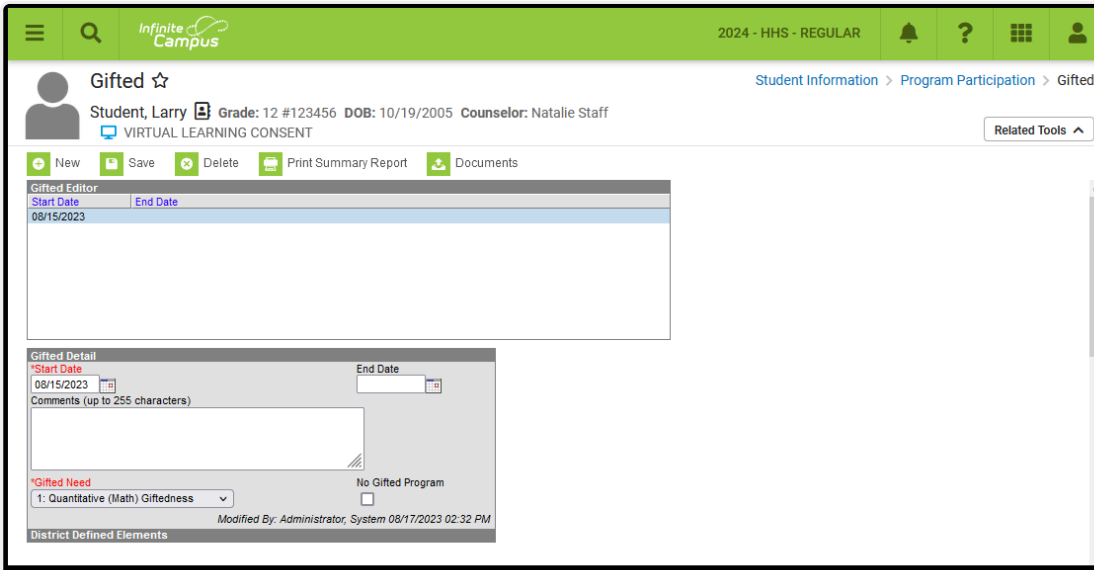 Infinite Campus
2024 - HHS - REGULAR
?
Gifted
Student Information > Program Participation > Gifted
Student, Larry Grade: 12 #123456 DOB: 10/19/2005 Counselor: Natalie Staff
VIRTUAL LEARNING CONSENT
Related Tools
New Save Delete Print Summary Report Documents
Gifted Editor
Start Date End Date
08/15/2023
Gifted Detail
*Start Date End Date
08/15/2023
Comments (up to 255 characters)
*Gifted Need No Gifted Program
1: Quantitative (Math) Giftedness
Modified By: Administrator, System 08/17/2023 02:32 PM
District Defined Elements